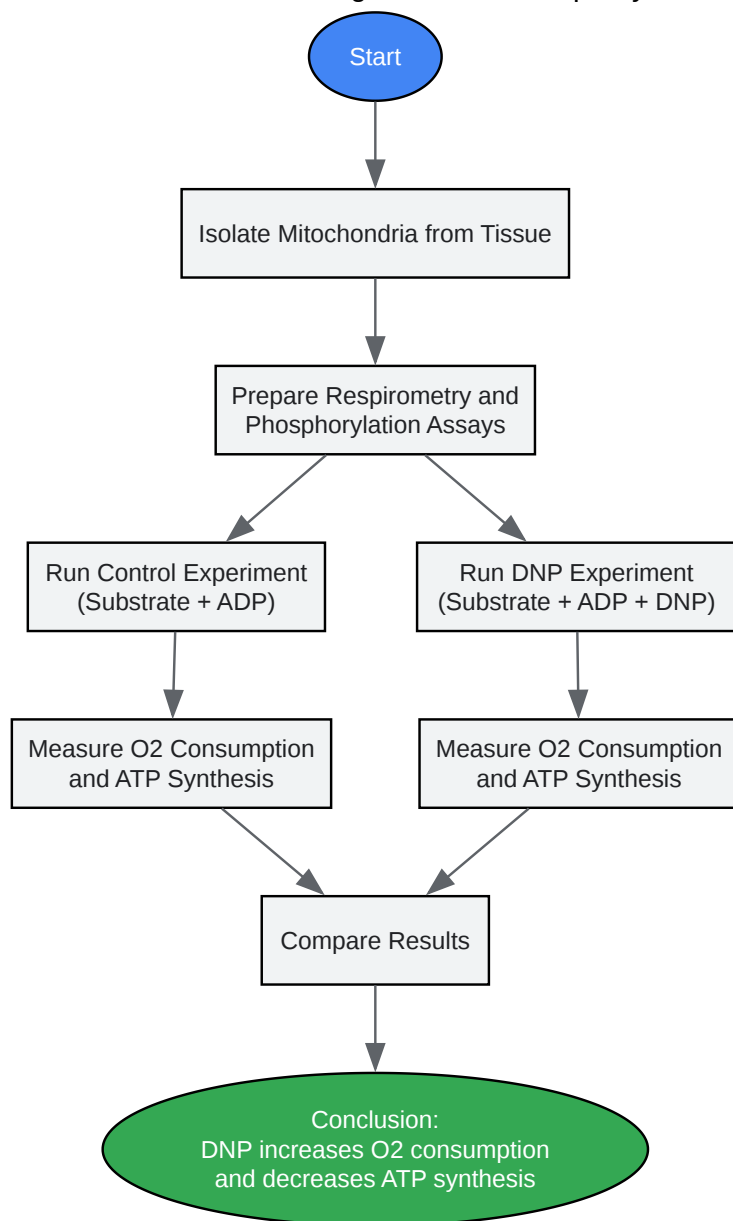 Start
Isolate Mitochondria from Tissue
Prepare Respirometry and
Phosphorylation Assays
Run Control Experiment
(Substrate + ADP)
Run DNP Experiment
(Substrate + ADP + DNP)
Measure O2 Consumption
and ATP Synthesis
Measure O2 Consumption
and ATP Synthesis
Compare Results
Conclusion:
DNP increases O2 consumption
and decreases ATP synthesis